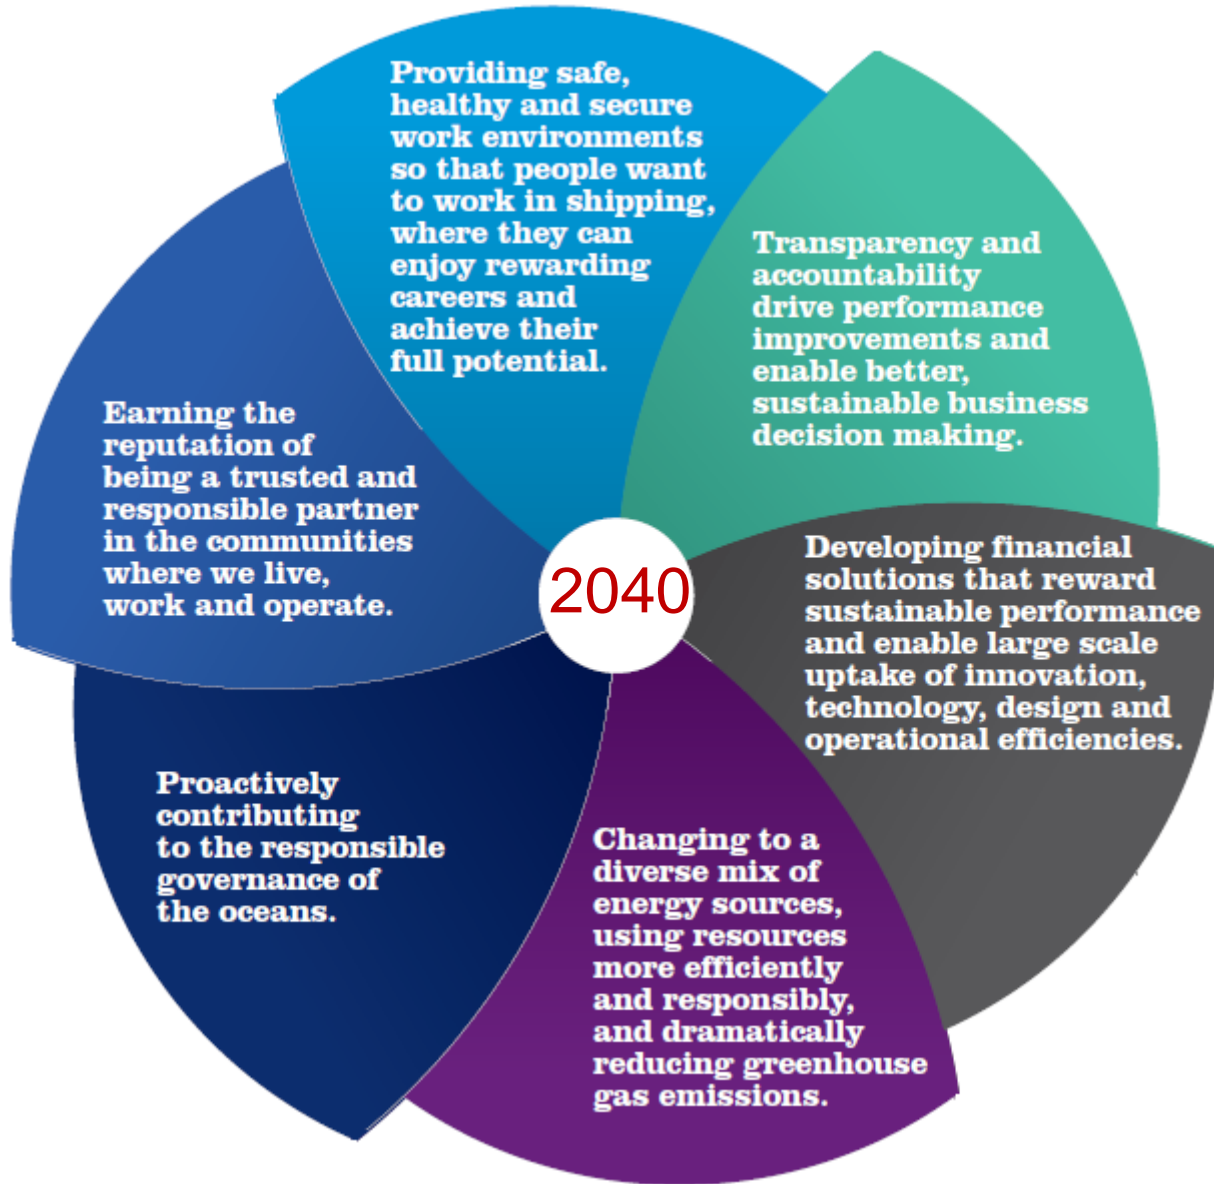 Providing safe,
healthy and secure
work environments
so that people want
to work in shipping,
where they can
enjoy rewarding
careers and
achieve their
full potential.
Transparency and
accountability
drive performance
improvements and
enable better,
sustainable business
decision making.
Developing financial
solutions that reward
sustainable performance
and enable large scale
uptake of innovation,
technology, design and
operational efficiencies.
Changing to a
diverse mix of
energy sources,
using resources
more efficiently
and responsibly,
and dramatically
reducing greenhouse
gas emissions.
Proactively
contributing
to the responsible
governance of
the oceans.
Earning the
reputation of
being a trusted and
responsible partner
in the communities
where we live,
work and operate.
2040